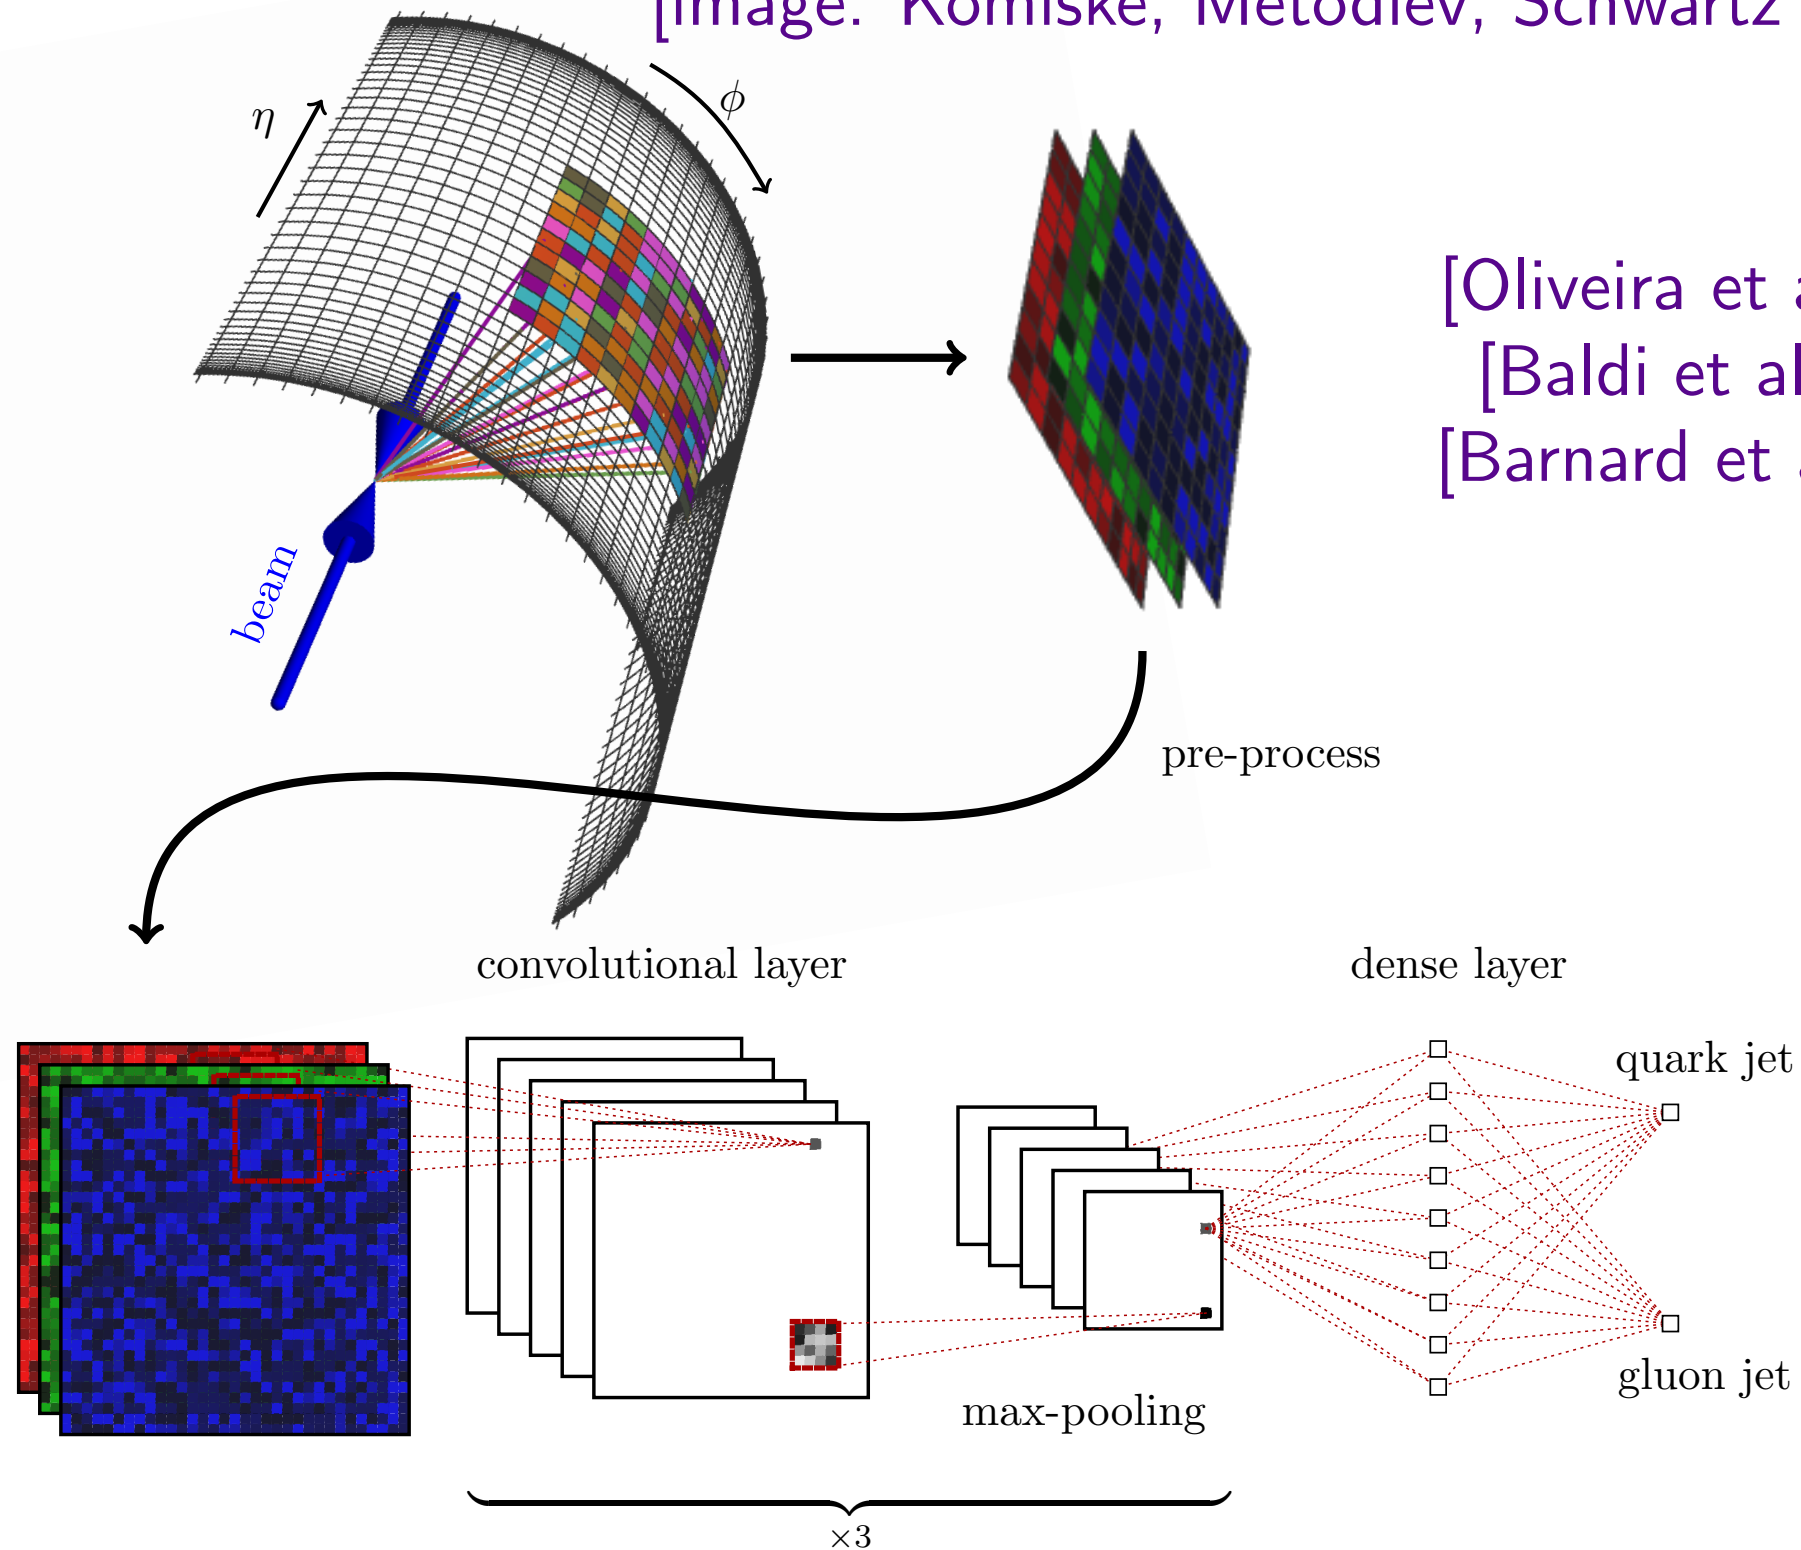 [Image: Komiske, Metodiev, Schwartz
η
ϕ
[Oliveira et a
[Baldi et al
[Barnard et a
beam
pre-process
convolutional layer
dense layer
quark jet
gluon jet
max-pooling
×3